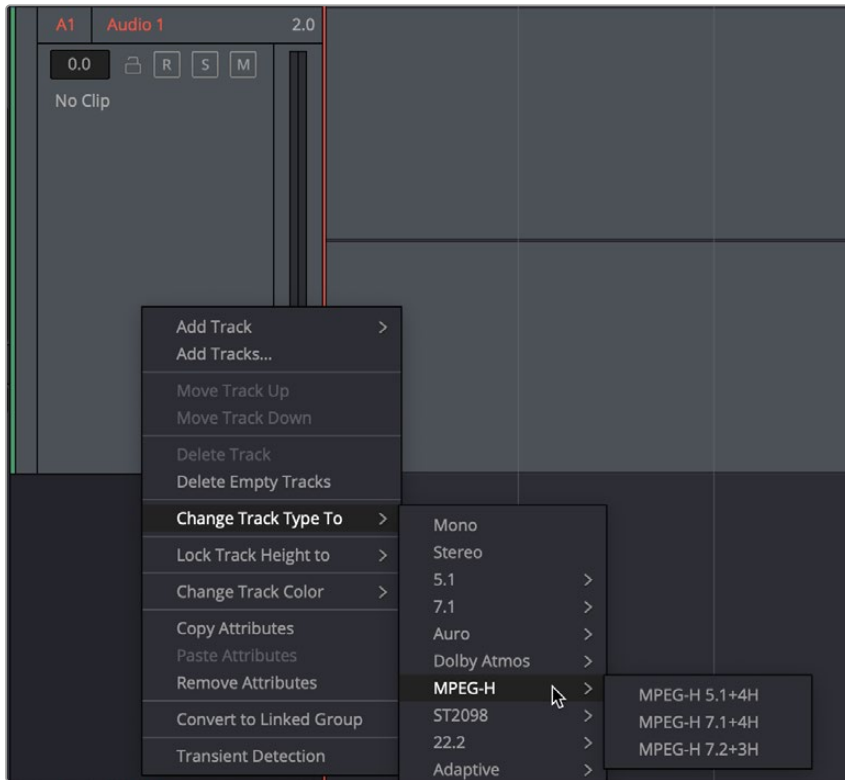 A1 Audio 1 2.0
0.0 R S M
No Clip
Add Track >
Add Tracks...
Move Track Up
Move Track Down
Delete Track
Delete Empty Tracks
Change Track Type To >
Lock Track Height to >
Change Track Color >
Copy Attributes
Paste Attributes
Remove Attributes
Convert to Linked Group
Transient Detection
Mono
Stereo
5.1 >
7.1 >
Auro >
Dolby Atmos >
MPEG-H >
ST2098 >
22.2 >
Adaptive >
MPEG-H 5.1+4H
MPEG-H 7.1+4H
MPEG-H 7.2+3H